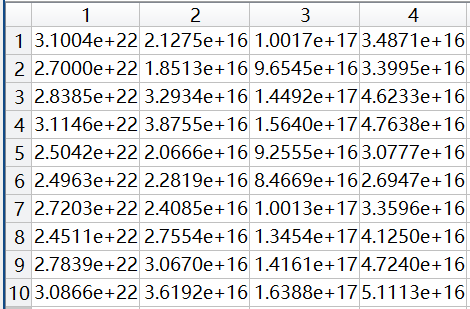 1 2 3 4
1 3.1004e+22 2.1275e+16 1.0017e+17 3.4871e+16
2 2.7000e+22 1.8513e+16 9.6545e+16 3.3995e+16
3 2.8385e+22 3.2934e+16 1.4492e+17 4.6233e+16
4 3.1146e+22 3.8755e+16 1.5640e+17 4.7638e+16
5 2.5042e+22 2.0666e+16 9.2555e+16 3.0777e+16
6 2.4963e+22 2.2819e+16 8.4669e+16 2.6947e+16
7 2.7203e+22 2.4085e+16 1.0013e+17 3.3596e+16
8 2.4511e+22 2.7554e+16 1.3454e+17 4.1250e+16
9 2.7839e+22 3.0670e+16 1.4161e+17 4.7240e+16
10 3.0866e+22 3.6192e+16 1.6388e+17 5.1113e+16